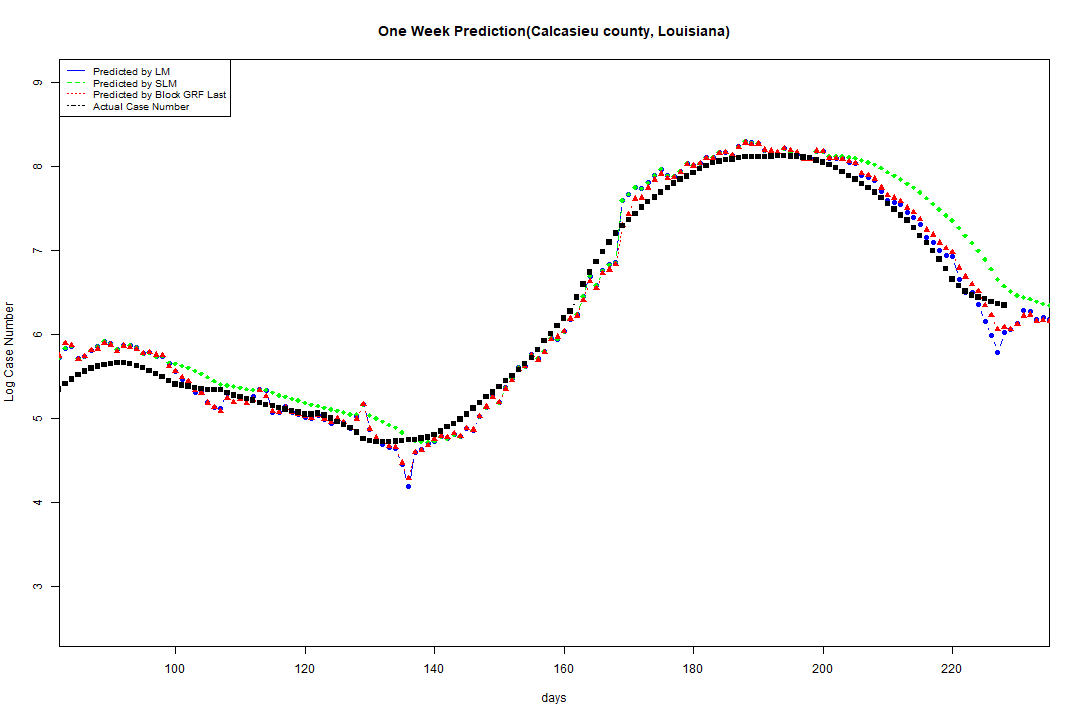 One Week Prediction(Calcasieu county, Louisiana)
Predicted by LM
Predicted by SLM
Predicted by Block GRF Last
Actual Case Number
9
8
7
6
5
4
3
Log Case Number
100 120 140 160 180 200 220
days